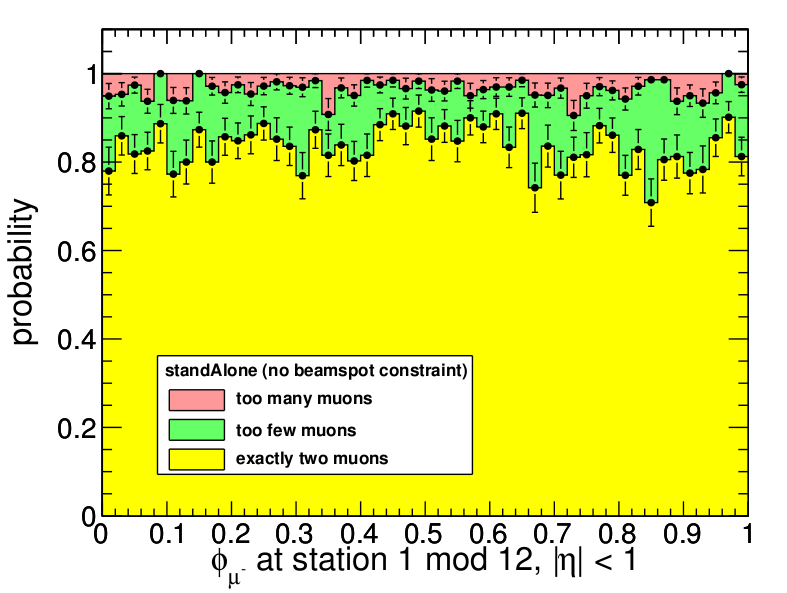 probability
1
0.8
0.6
0.4
0.2
0
standAlone (no beamspot constraint)
too many muons
too few muons
exactly two muons
0 0.1 0.2 0.3 0.4 0.5 0.6 0.7 0.8 0.9 1
ϕμ- at station 1 mod 12, |η| < 1